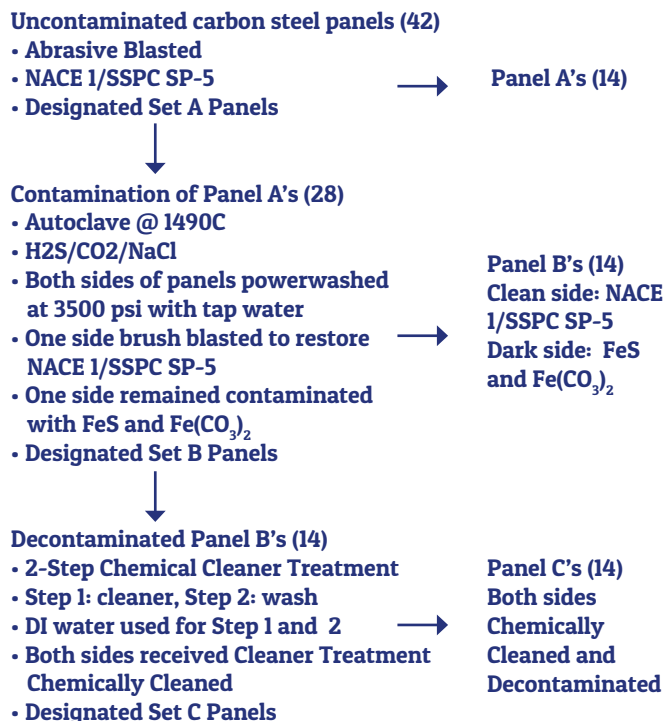 Uncontaminated carbon steel panels (42)
• Abrasive Blasted
• NACE 1/SSPC SP-5
• Designated Set A Panels
Panel A's (14)
Contamination of Panel A's (28)
• Autoclave @ 1490C
• H2S/CO2/NaCl
• Both sides of panels powerwashed
at 3500 psi with tap water
• One side brush blasted to restore
NACE 1/SSPC SP-5
• One side remained contaminated
with FeS and Fe(CO₃)₂
• Designated Set B Panels
Panel B's (14)
Clean side: NACE
1/SSPC SP-5
Dark side: FeS
and Fe(CO₃)₂
Decontaminated Panel B's (14)
• 2-Step Chemical Cleaner Treatment
• Step 1: cleaner, Step 2: wash
• DI water used for Step 1 and 2
• Both sides received Cleaner Treatment
Chemically Cleaned
• Designated Set C Panels
Panel C's (14)
Both sides
Chemically
Cleaned and
Decontaminated